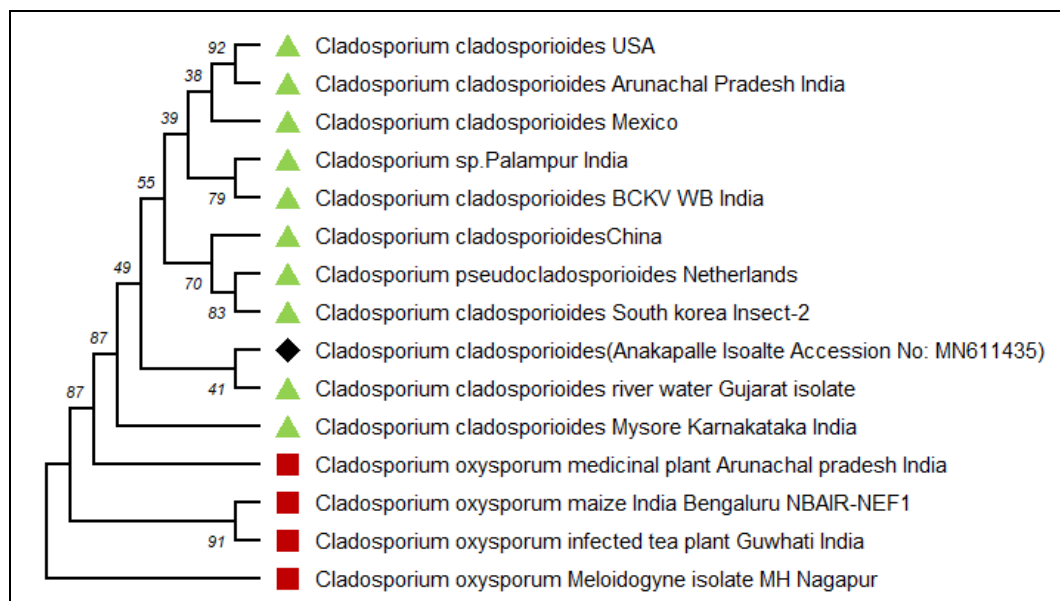 92
Cladosporium cladosporioides USA
38
Cladosporium cladosporioides Arunachal Pradesh India
39
Cladosporium cladosporioides Mexico
Cladosporium sp.Palampur India
55
79
Cladosporium cladosporioides BCKV WB India
Cladosporium cladosporioidesChina
49
70
Cladosporium pseudocladosporioides Netherlands
83
Cladosporium cladosporioides South korea Insect-2
87
Cladosporium cladosporioides(Anakapalle Isoalte Accession No: MN611435)
87
41
Cladosporium cladosporioides river water Gujarat isolate
Cladosporium cladosporioides Mysore Karnakataka India
Cladosporium oxysporum medicinal plant Arunachal pradesh India
Cladosporium oxysporum maize India Bengaluru NBAIR-NEF1
91
Cladosporium oxysporum infected tea plant Guwhati India
Cladosporium oxysporum Meloidogyne isolate MH Nagapur